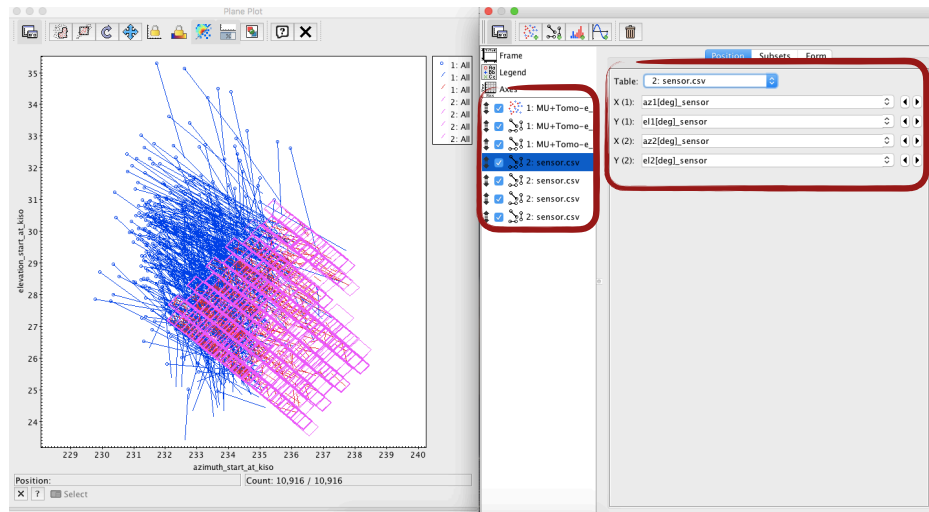 Plane Plot
35
34
33
32
31
30
29
28
27
26
25
24
elevation_start_at_kiso
229 230 231 232 233 234 235 236 237 238 239 240
azimuth_start_at_kiso
1: All
1: All
1: All
2: All
2: All
2: All
2: All
Position:
Count: 10,916 / 10,916
Select
Frame
Legend
Axes
1: MU+Tomo-e_
1: MU+Tomo-e_
1: MU+Tomo-e_
2: sensor.csv
2: sensor.csv
2: sensor.csv
2: sensor.csv
Position Subsets Form
Table: 2: sensor.csv
X (1): az1[deg]_sensor
Y (1): el1[deg]_sensor
X (2): az2[deg]_sensor
Y (2): el2[deg]_sensor